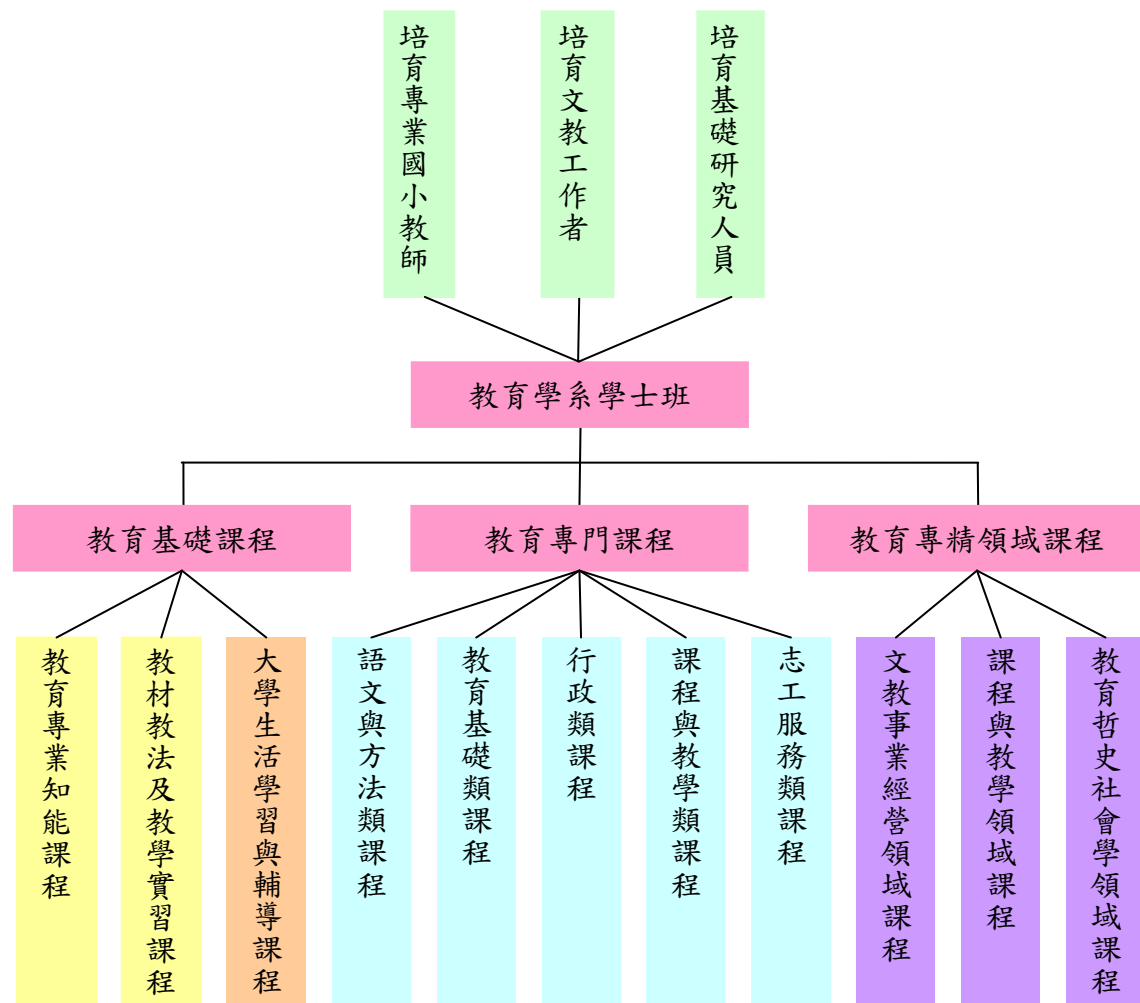 培育專業國小教師
培育文教工作者
培育基礎研究人員
教育學系學士班
教育基礎課程
教育專門課程
教育專精領域課程
教育專業知能課程
教材教法及教學實習課程
大學生活學習與輔導課程
語文與方法類課程
教育基礎類課程
行政類課程
課程與教學類課程
志工服務類課程
文教事業經營領域課程
課程與教學領域課程
教育哲史社會學領域課程